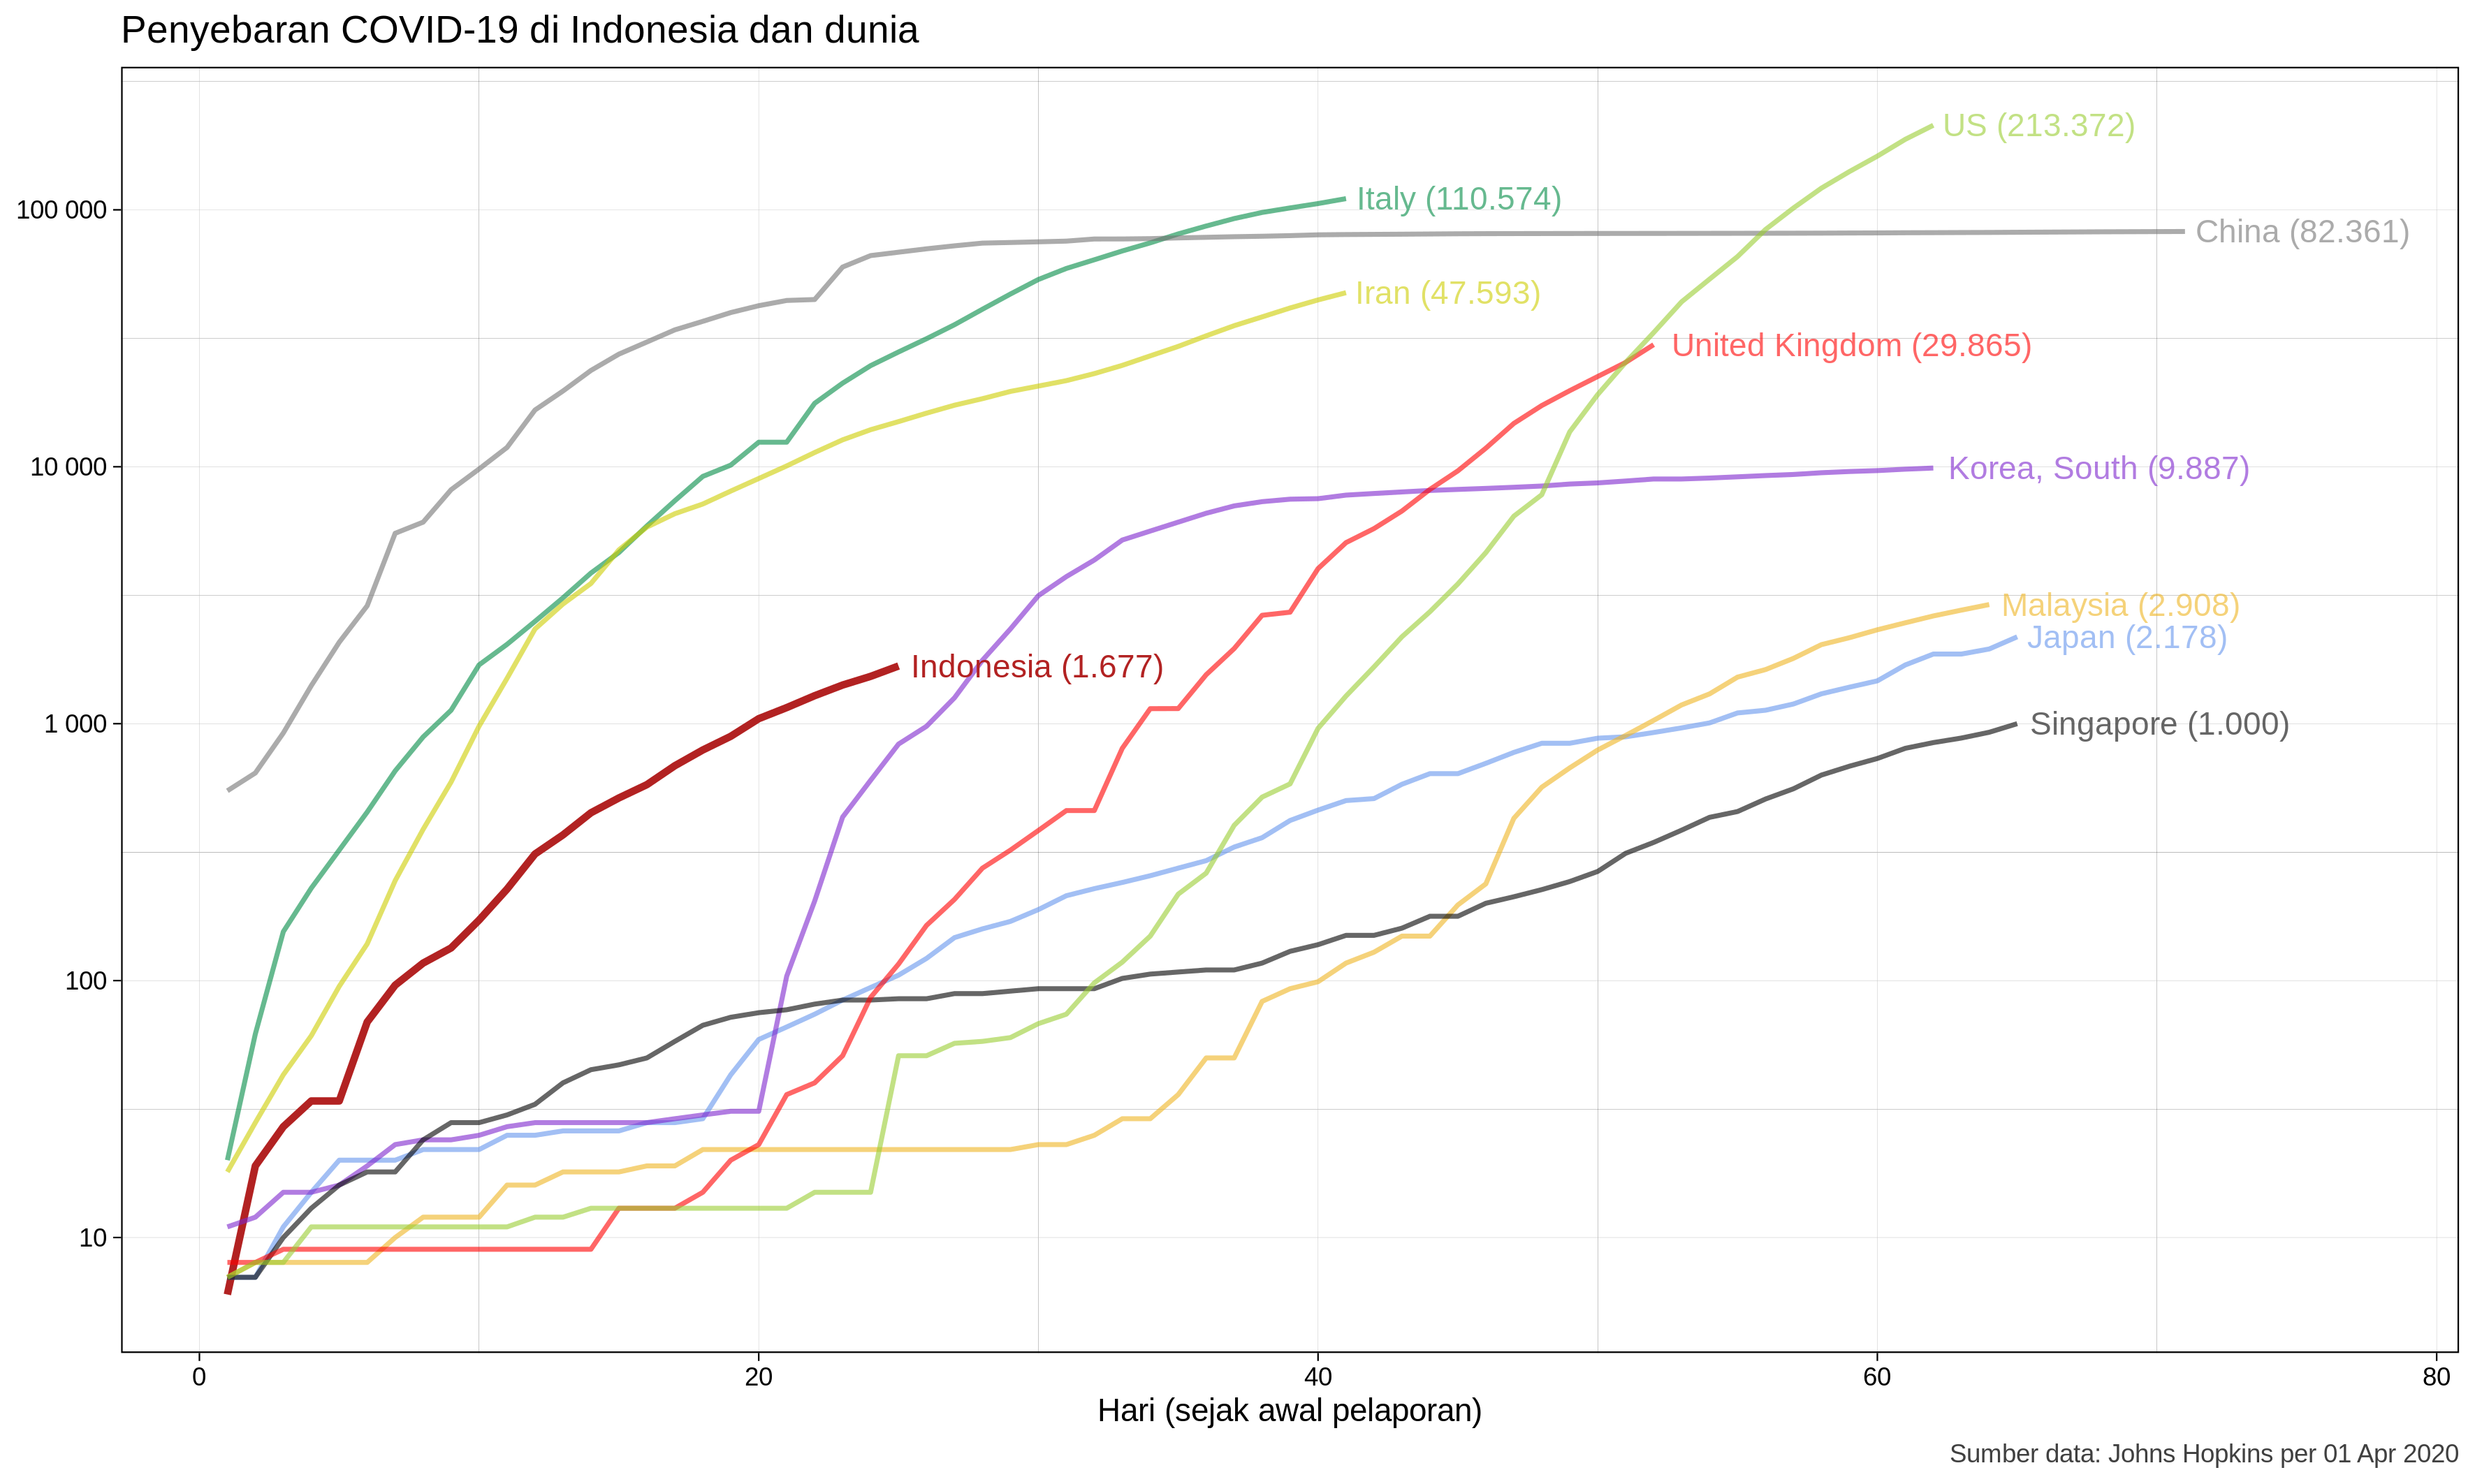 Penyebaran COVID-19 di Indonesia dan dunia
US (213.372)
Italy (110.574)
100 000
China (82.361)
Iran (47.593)
United Kingdom (29.865)
10 000
Korea, South (9.887)
Malaysia (2.908)
Japan (2.178)
Indonesia (1.677)
1 000
Singapore (1.000)
100
10
0 20 40 60 80
Hari (sejak awal pelaporan)
Sumber data: Johns Hopkins per 01 Apr 2020